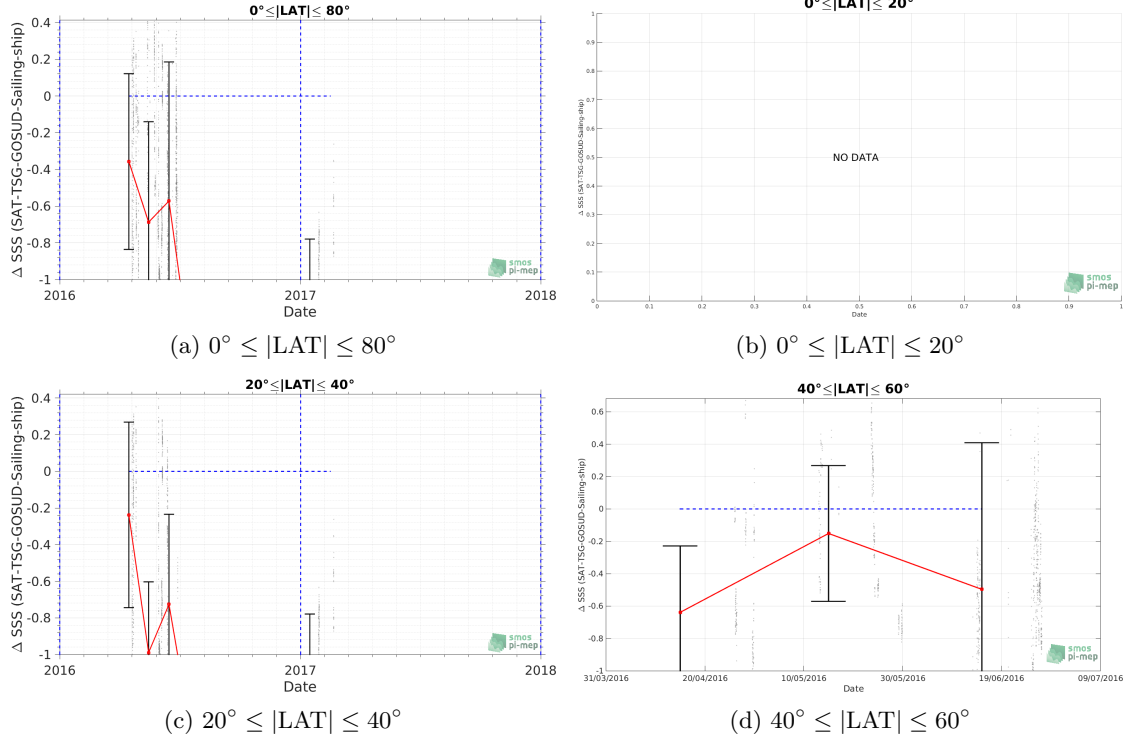 0°≤|LAT|≤ 80°
Δ SSS (SAT-TSG-GOSUD-Sailing-ship)
0.4
0.2
0
-0.2
-0.4
-0.6
-0.8
-1
2016
2017
2018
Date
smos
pi-mep
(a) 0° ≤ |LAT| ≤ 80°
0°≤|LAT|≤ 20°
Δ SSS (SAT-TSG-GOSUD-Sailing-ship)
1
0.9
0.8
0.7
0.6
0.5
0.4
0.3
0.2
0.1
0
NO DATA
0
0.1
0.2
0.3
0.4
0.5
0.6
0.7
0.8
0.9
1
Date
smos
pi-mep
(b) 0° ≤ |LAT| ≤ 20°
20°≤|LAT|≤ 40°
Δ SSS (SAT-TSG-GOSUD-Sailing-ship)
0.4
0.2
0
-0.2
-0.4
-0.6
-0.8
-1
2016
2017
2018
Date
smos
pi-mep
(c) 20° ≤ |LAT| ≤ 40°
40°≤|LAT|≤ 60°
Δ SSS (SAT-TSG-GOSUD-Sailing-ship)
0.6
0.4
0.2
0
-0.2
-0.4
-0.6
-0.8
-1
31/03/2016
20/04/2016
10/05/2016
30/05/2016
19/06/2016
09/07/2016
Date
smos
pi-mep
(d) 40° ≤ |LAT| ≤ 60°